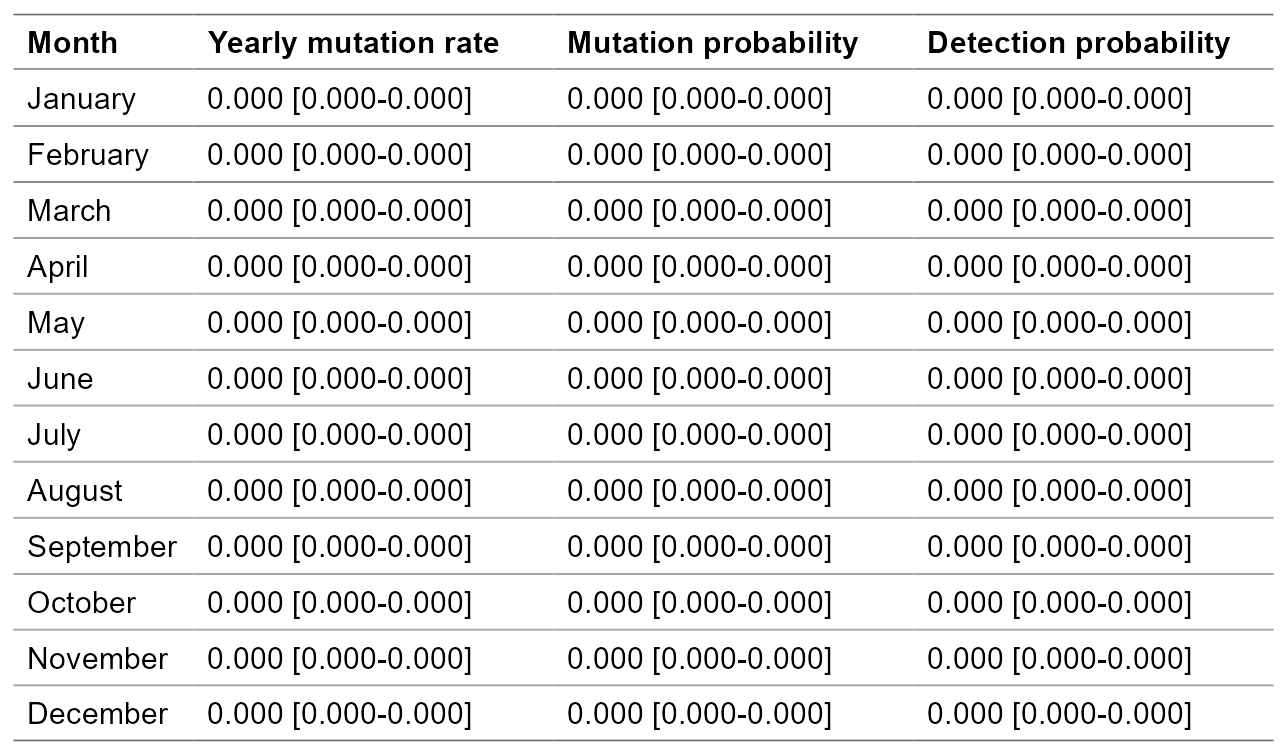 Month Yearly mutation rate Mutation probability Detection probability
January 0.000 [0.000-0.000] 0.000 [0.000-0.000] 0.000 [0.000-0.000]
February 0.000 [0.000-0.000] 0.000 [0.000-0.000] 0.000 [0.000-0.000]
March 0.000 [0.000-0.000] 0.000 [0.000-0.000] 0.000 [0.000-0.000]
April 0.000 [0.000-0.000] 0.000 [0.000-0.000] 0.000 [0.000-0.000]
May 0.000 [0.000-0.000] 0.000 [0.000-0.000] 0.000 [0.000-0.000]
June 0.000 [0.000-0.000] 0.000 [0.000-0.000] 0.000 [0.000-0.000]
July 0.000 [0.000-0.000] 0.000 [0.000-0.000] 0.000 [0.000-0.000]
August 0.000 [0.000-0.000] 0.000 [0.000-0.000] 0.000 [0.000-0.000]
September 0.000 [0.000-0.000] 0.000 [0.000-0.000] 0.000 [0.000-0.000]
October 0.000 [0.000-0.000] 0.000 [0.000-0.000] 0.000 [0.000-0.000]
November 0.000 [0.000-0.000] 0.000 [0.000-0.000] 0.000 [0.000-0.000]
December 0.000 [0.000-0.000] 0.000 [0.000-0.000] 0.000 [0.000-0.000]